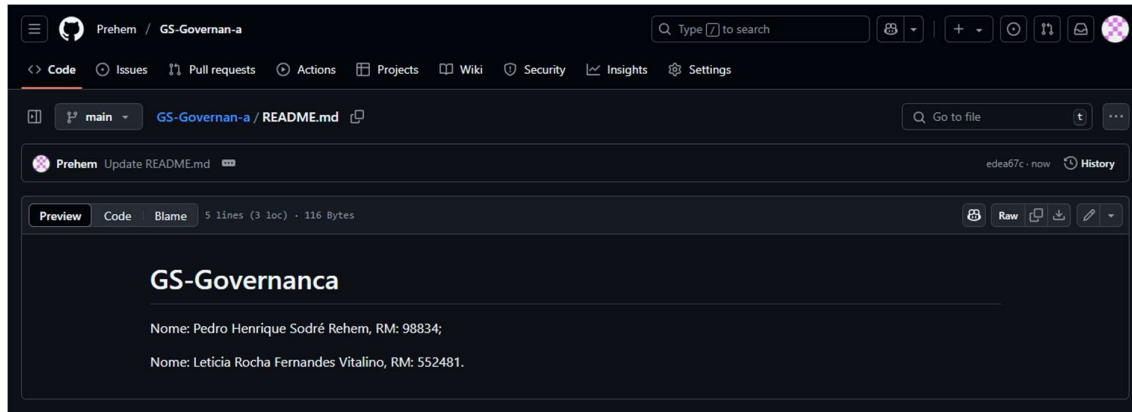 Prehem / GS-Governan-a
Type / to search
Code Issues Pull requests Actions Projects Wiki Security Insights Settings
main GS-Governan-a / README.md Go to file t
Prehem Update README.md edea67c · now History
Preview Code Blame 5 lines (3 loc) · 116 Bytes Raw
GS-Governanca
Nome: Pedro Henrique Sodré Rehem, RM: 98834;
Nome: Leticia Rocha Fernandes Vitalino, RM: 552481.